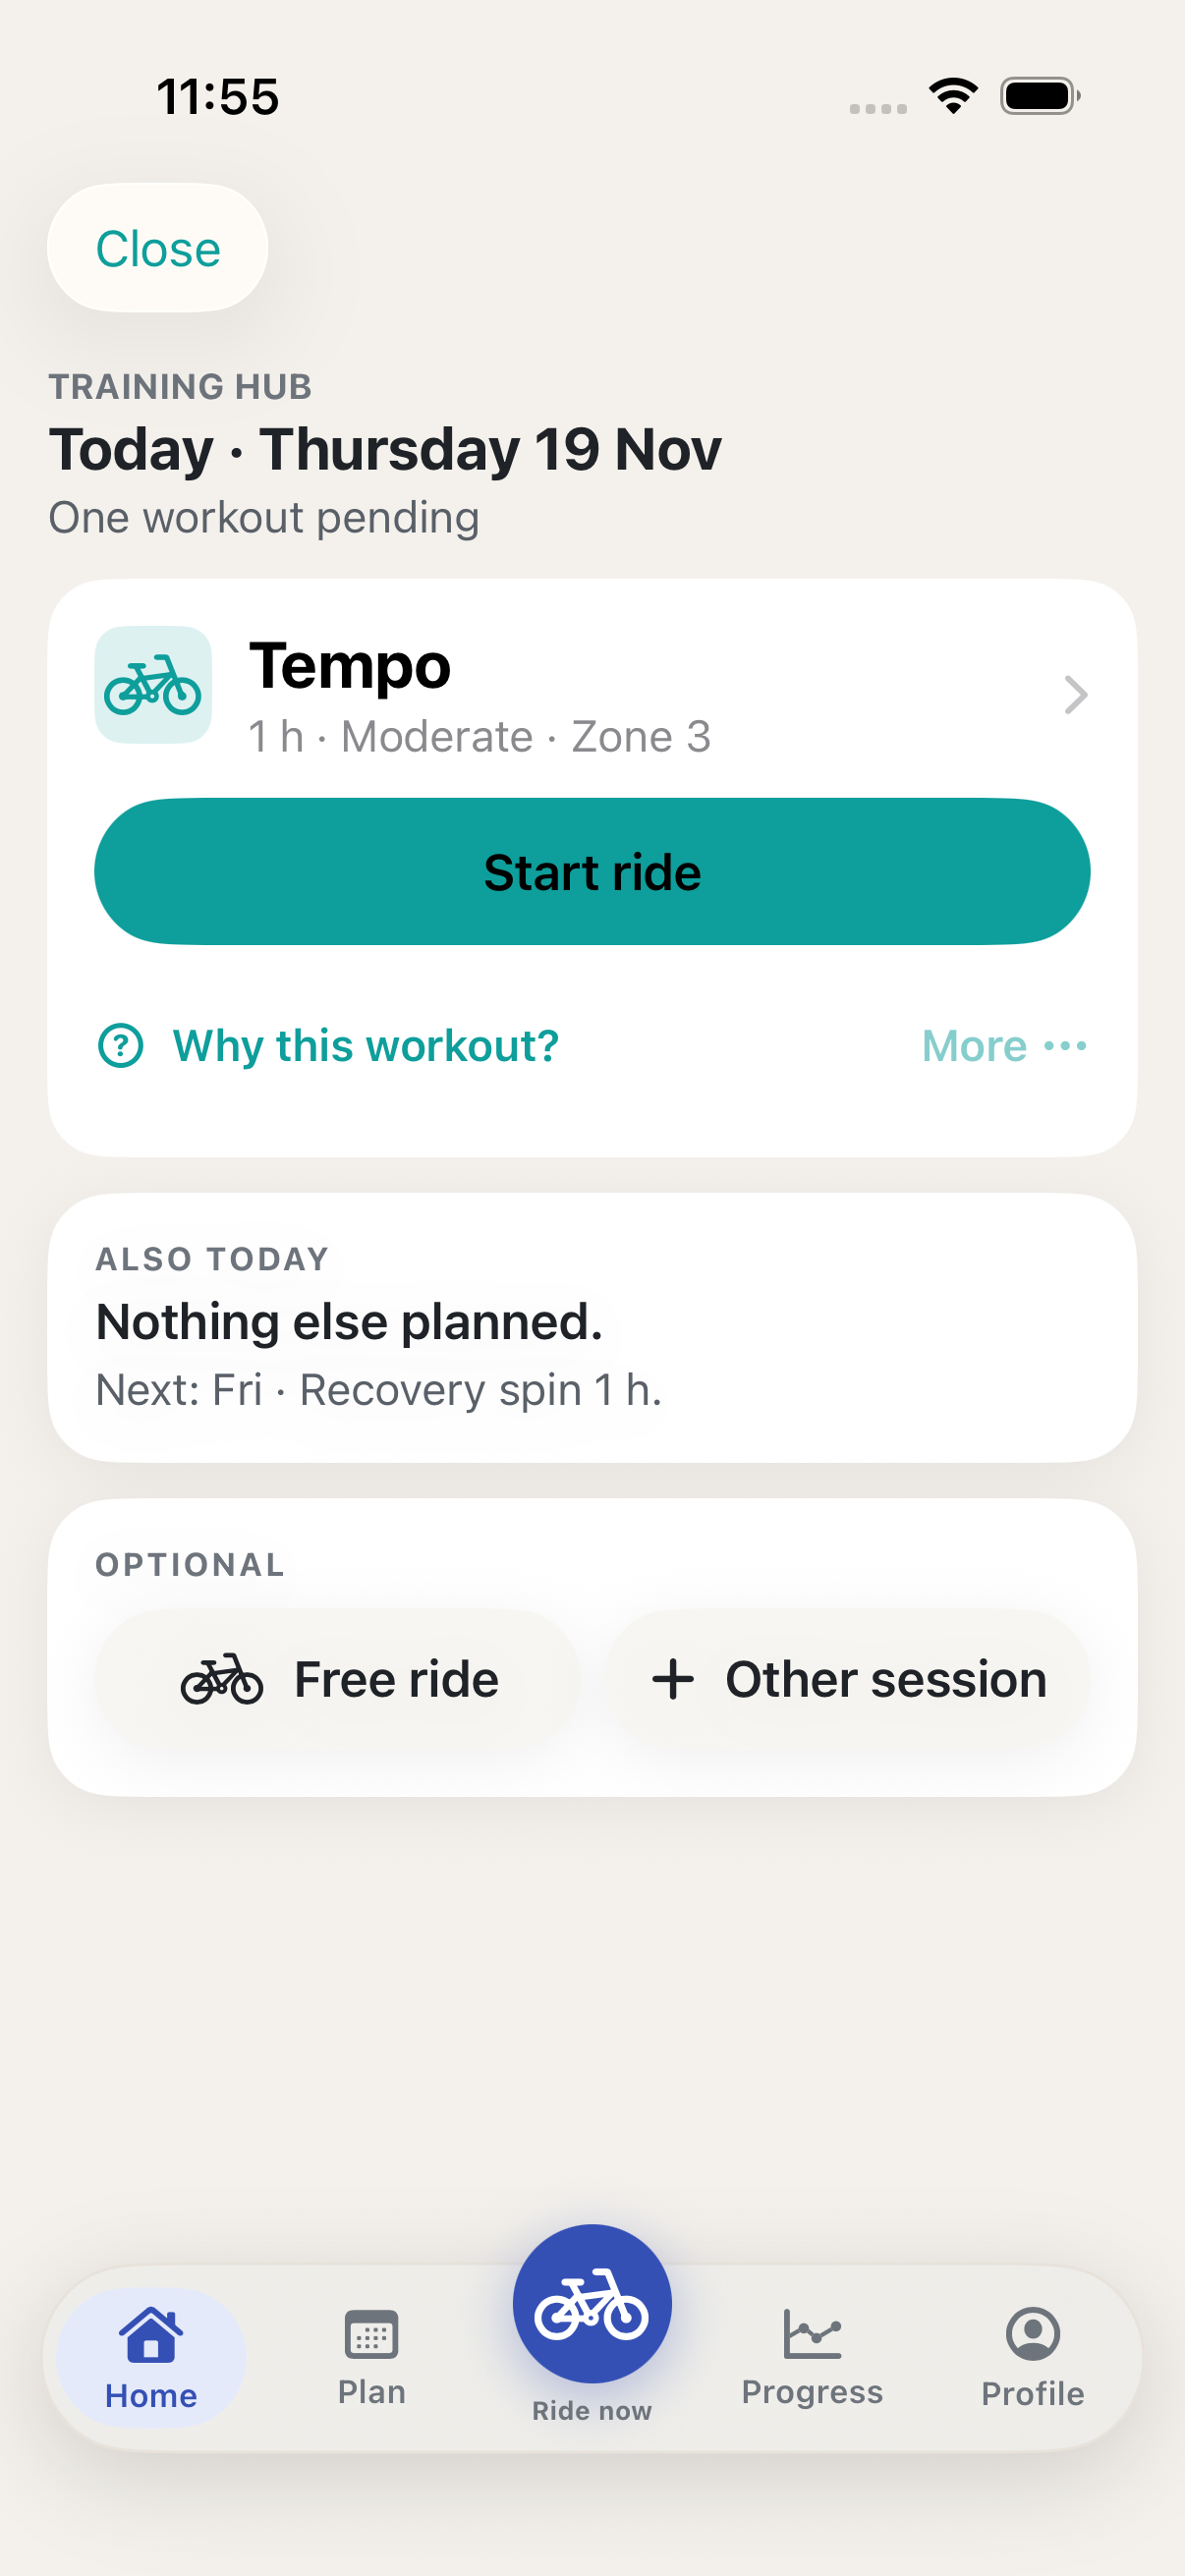 11:55
Close
TRAINING HUB
Today · Thursday 19 Nov
One workout pending
Tempo
1 h · Moderate · Zone 3
Start ride
Why this workout?
More ···
ALSO TODAY
Nothing else planned.
Next: Fri · Recovery spin 1 h.
OPTIONAL
Free ride
+ Other session
Home
Plan
Ride now
Progress
Profile